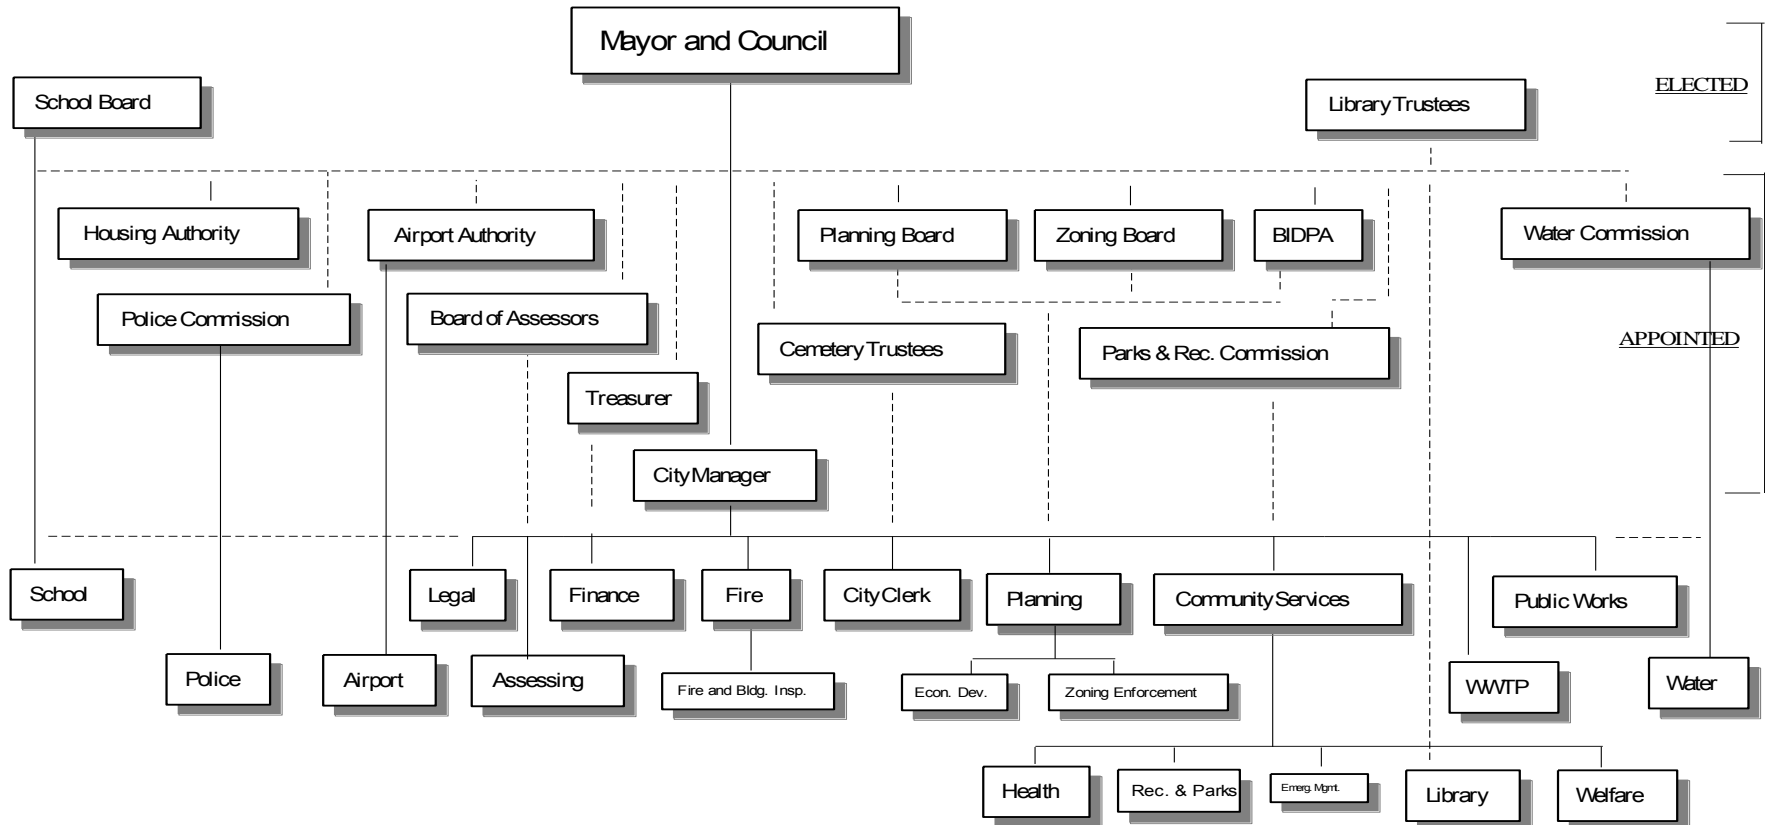 Mayor and Council
School Board
Library Trustees
ELECTED
Housing Authority
Airport Authority
Planning Board
Zoning Board
BIDPA
Water Commission
Police Commission
Board of Assessors
Cemetery Trustees
Parks & Rec. Commission
APPOINTED
Treasurer
City Manager
School
Legal
Finance
Fire
City Clerk
Planning
Community Services
Public Works
Police
Airport
Assessing
Fire and Bldg. Insp.
Econ. Dev.
Zoning Enforcement
WWTP
Water
Health
Rec. & Parks
Emerg. Mgmt.
Library
Welfare